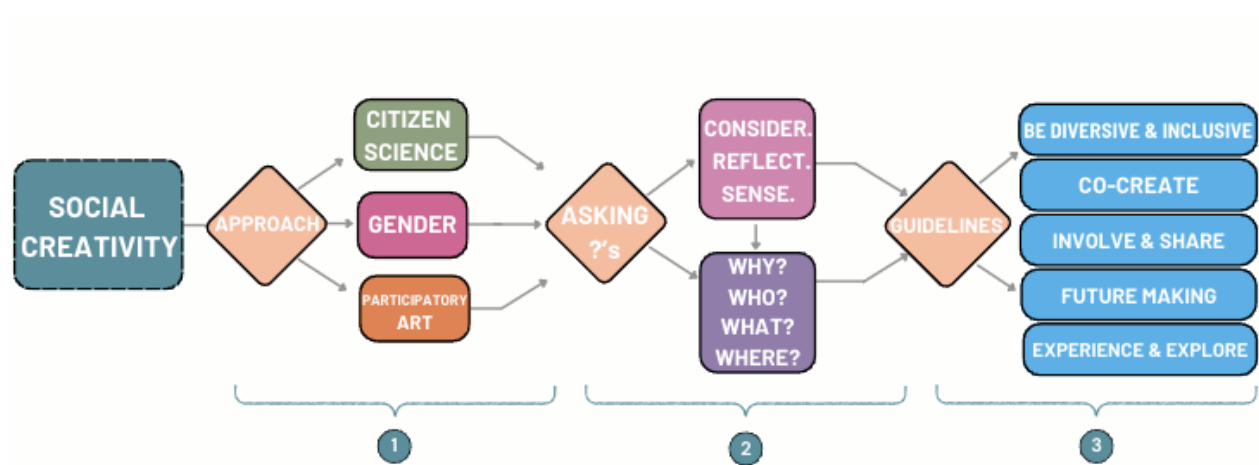 SOCIAL
CREATIVITY
APPROACH
CITIZEN
SCIENCE
GENDER
PARTICIPATORY
ART
ASKING
?'s
CONSIDER.
REFLECT.
SENSE.
WHY?
WHO?
WHAT?
WHERE?
GUIDELINES
BE DIVERSIVE & INCLUSIVE
CO-CREATE
INVOLVE & SHARE
FUTURE MAKING
EXPERIENCE & EXPLORE
1
2
3